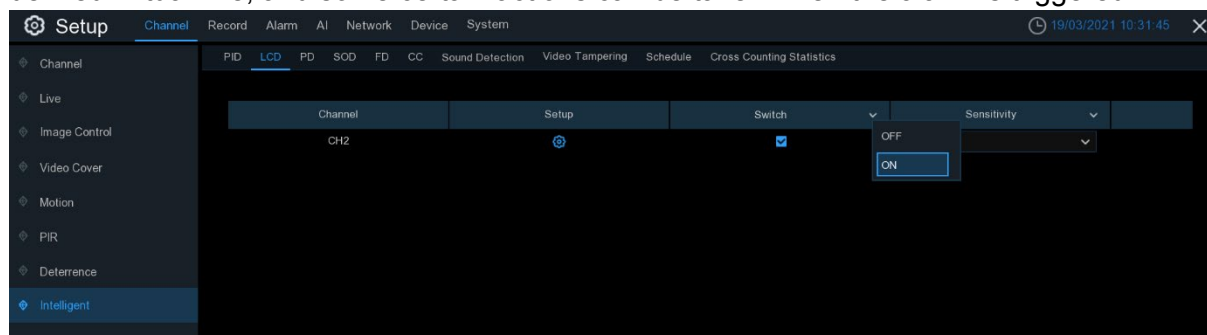 Setup Channel Record Alarm AI Network Device System 19/03/2021 10:31:45
Channel PID LCD PD SOD FD CC Sound Detection Video Tampering Schedule Cross Counting Statistics
Live
Channel Setup Switch Sensitivity
Image Control
CH2 OFF
Video Cover
ON
Motion
PIR
Deterrence
Intelligent